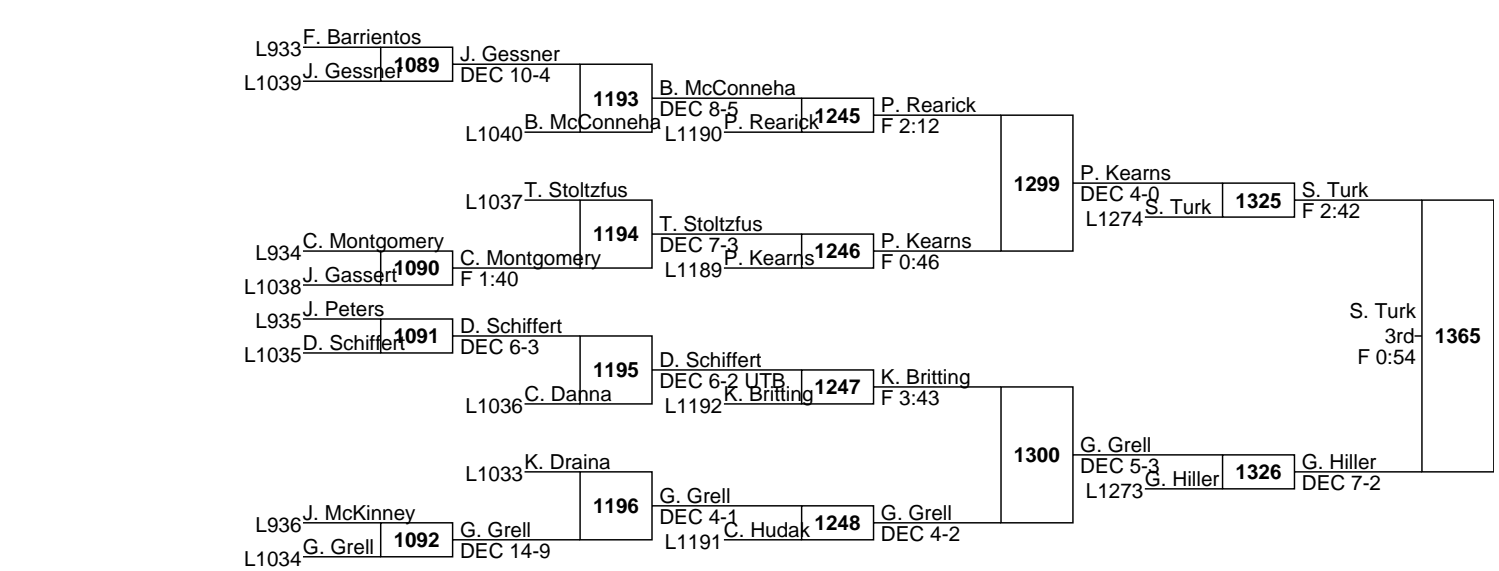 F. Barrientos
L933
1089
J. Gessner
L1039
J. Gessner
DEC 10-4
1193
B. McConneha
L1040
B. McConneha
DEC 8-5
L1190
P. Rearick
1245
P. Rearick
F 2:12
1299
L1037
T. Stoltzfus
1194
T. Stoltzfus
DEC 7-3
L934
C. Montgomery
1090
L1038
J. Gassert
C. Montgomery
F 1:40
L1189
P. Kearns
1246
P. Kearns
F 0:46
P. Kearns
DEC 4-0
L1274
S. Turk
1325
S. Turk
F 2:42
L935
J. Peters
1091
L1035
D. Schiffert
D. Schiffert
DEC 6-3
1195
L1036
C. Danna
D. Schiffert
DEC 6-2 UTB
L1192
K. Britting
1247
K. Britting
F 3:43
1300
L1033
K. Draina
1196
L936
J. McKinney
1092
L1034
G. Grell
G. Grell
DEC 14-9
G. Grell
DEC 4-1
L1191
C. Hudak
1248
G. Grell
DEC 4-2
G. Grell
DEC 5-3
L1273
G. Hiller
1326
G. Hiller
DEC 7-2
S. Turk
3rd
F 0:54
1365